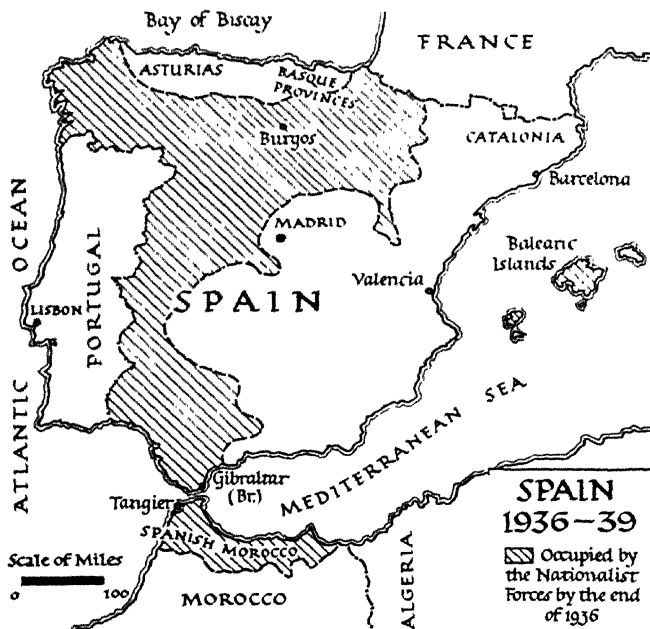 Bay of Biscay
FRANCE
ASTURIAS
BASQUE
PROVINCES
Burgos
CATALONIA
Barcelona
MADRID
Balearic
Islands
Valencia
SPAIN
ATLANTIC OCEAN
PORTUGAL
LISBON
MEDITERRANEAN SEA
Gibraltar
(Br.)
Tangier
SPANISH MOROCCO
MOROCCO
ALGERIA
Scale of Miles
0 100
SPAIN
1936-39
Occupied by
the Nationalist
Forces by the end
of 1936